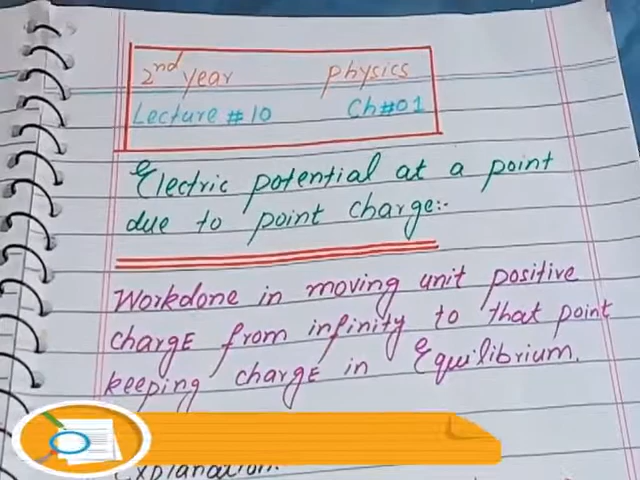 2nd year physics
Lecture #10 Ch#01
Electric potential at a point
due to point charge:-
Workdone in moving unit positive
chargE from infinity to that point
keeping chargE in Equilibrium.
Explanation: